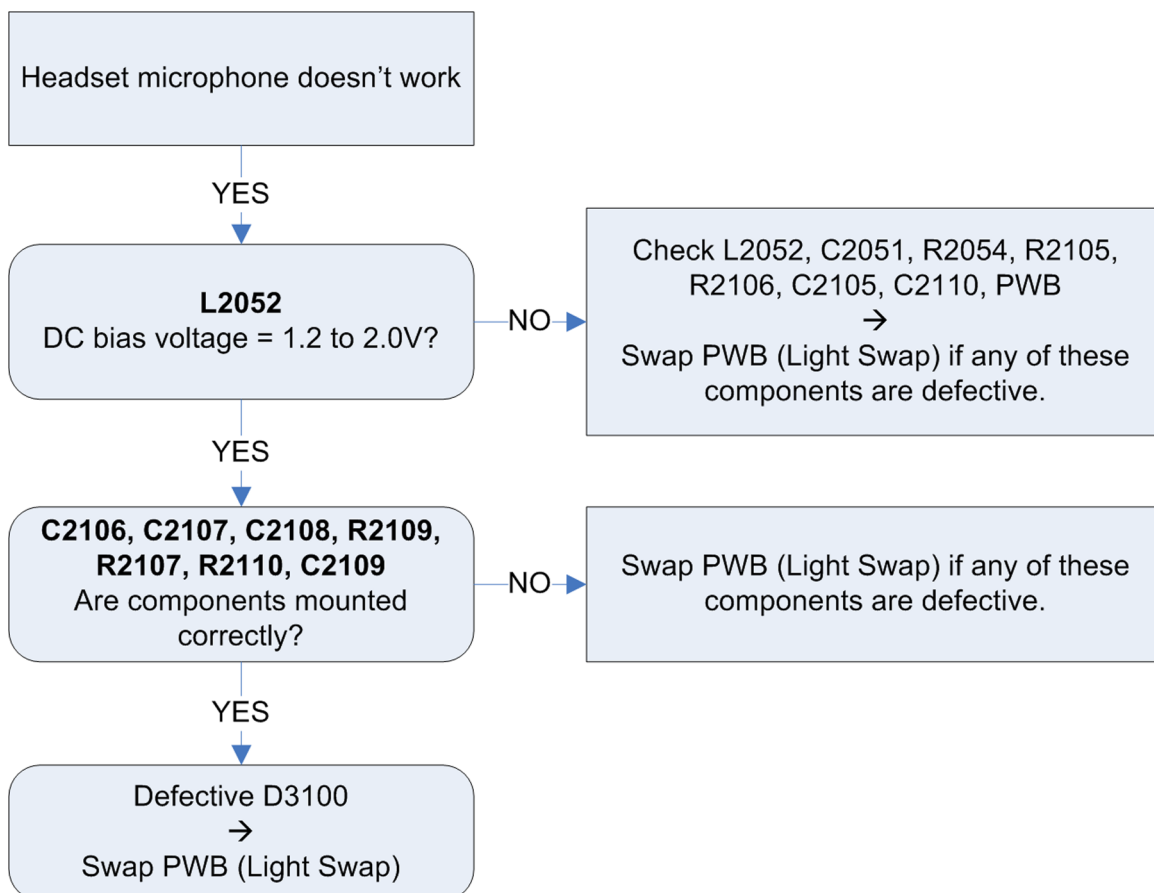 Headset microphone doesn’t work
YES
L2052
DC bias voltage = 1.2 to 2.0V?
NO
Check L2052, C2051, R2054, R2105,
R2106, C2105, C2110, PWB
→
Swap PWB (Light Swap) if any of these
components are defective.
YES
C2106, C2107, C2108, R2109,
R2107, R2110, C2109
Are components mounted
correctly?
NO
Swap PWB (Light Swap) if any of these
components are defective.
YES
Defective D3100
→
Swap PWB (Light Swap)